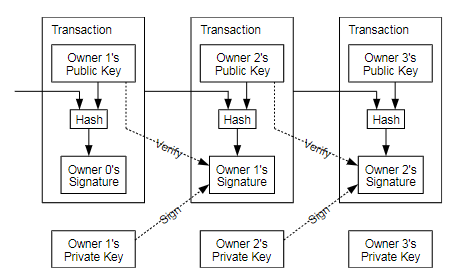 Transaction
Transaction
Transaction
Owner 1's
Public Key
Owner 2's
Public Key
Owner 3's
Public Key
Hash
Hash
Hash
Verify
Verify
Owner 0's
Signature
Owner 1's
Signature
Owner 2's
Signature
Sign
Sign
Owner 1's
Private Key
Owner 2's
Private Key
Owner 3's
Private Key